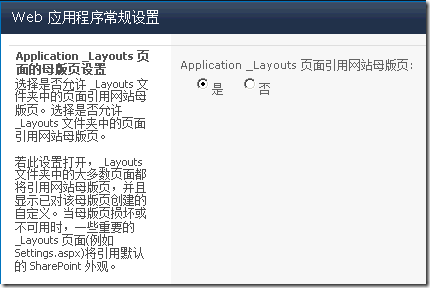 Web 应用程序常规设置
Application _Layouts 页
面的母版页设置
选择是否允许 _Layouts 文
件夹中的页面引用网站母
版页。选择是否允许
_Layouts 文件夹中的页面
引用网站母版页。
若此设置打开，_Layouts
文件夹中的大多数页面都
将引用网站母版页，并且
显示已对该母版页创建的
自定义。当母版页损坏或
不可用时，一些重要的
_Layouts 页面(例如
Settings.aspx)将引用默认
的 SharePoint 外观。
Application _Layouts 页面引用网站母版页:
是 否